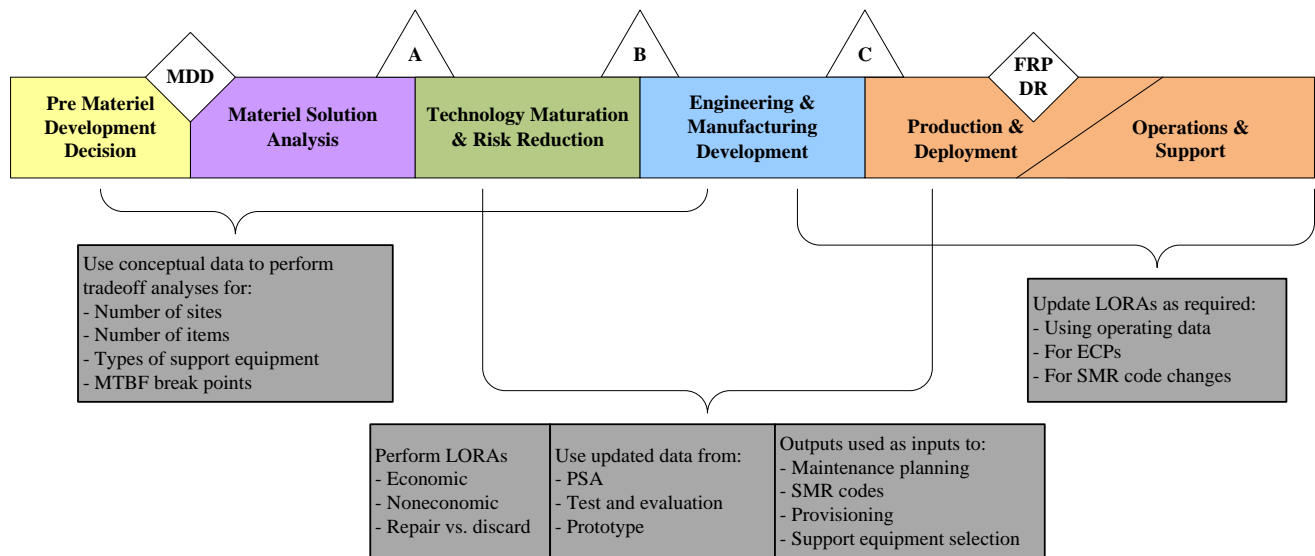 MDD
A
B
C
FRP
DR
Pre Materiel
Development
Decision
Materiel Solution
Analysis
Technology Maturation
& Risk Reduction
Engineering &
Manufacturing
Development
Production &
Deployment
Operations &
Support
Use conceptual data to perform
tradeoff analyses for:
- Number of sites
- Number of items
- Types of support equipment
- MTBF break points
Update LORAs as required:
- Using operating data
- For ECPs
- For SMR code changes
Perform LORAs
- Economic
- Noneconomic
- Repair vs. discard
Use updated data from:
- PSA
- Test and evaluation
- Prototype
Outputs used as inputs to:
- Maintenance planning
- SMR codes
- Provisioning
- Support equipment selection